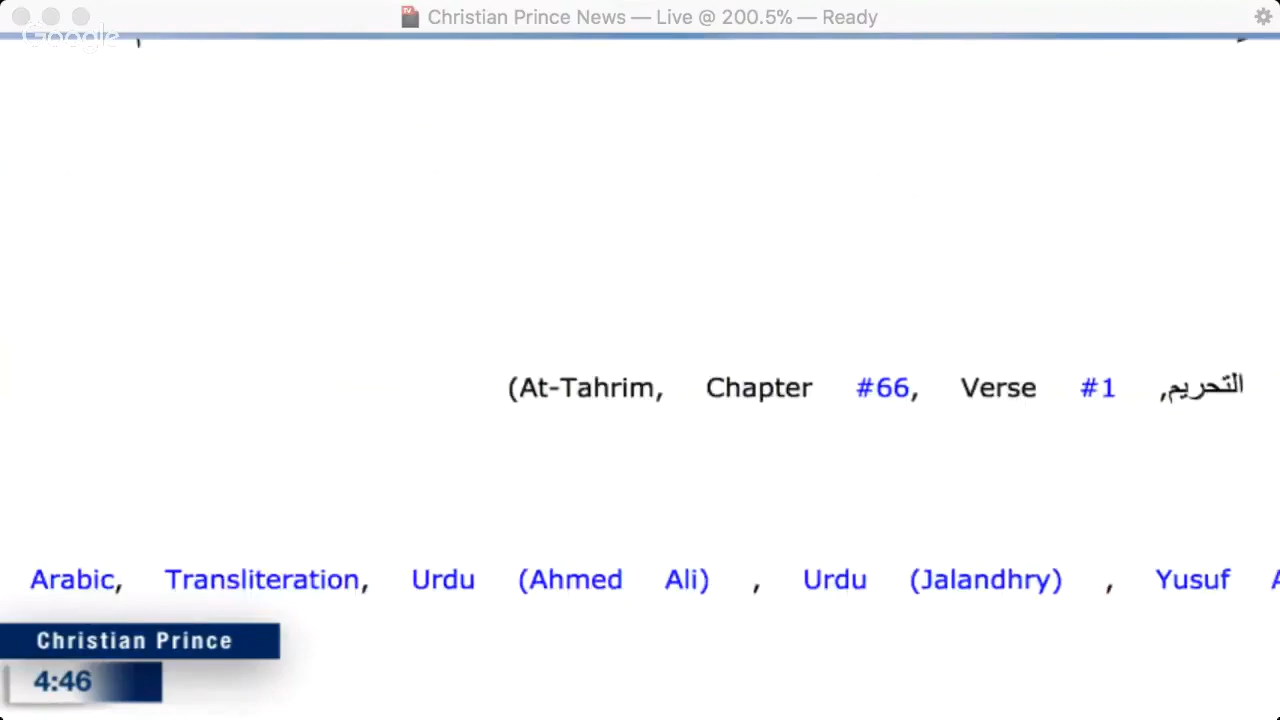 Christian Prince News — Live @ 200.5% — Ready
Google
(At-Tahrim, Chapter #66, Verse #1 التحريم,
Arabic, Transliteration, Urdu (Ahmed Ali) , Urdu (Jalandhry) , Yusuf
Christian Prince
4:46